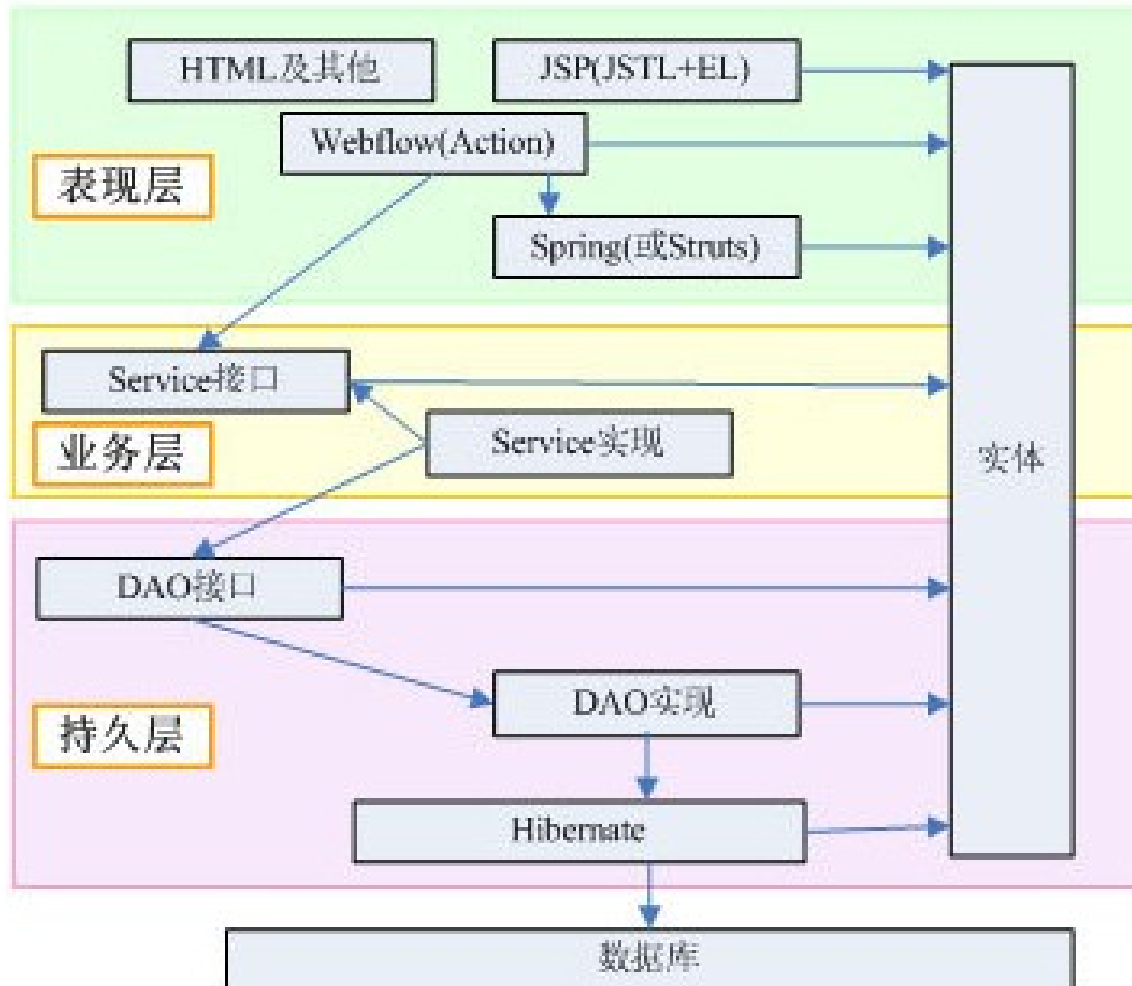 HTML及其他
JSP(JSTL+EL)
Webflow(Action)
表现层
Spring(或Struts)
Service接口
业务层
Service实现
实体
DAO接口
DAO实现
持久层
Hibernate
数据库